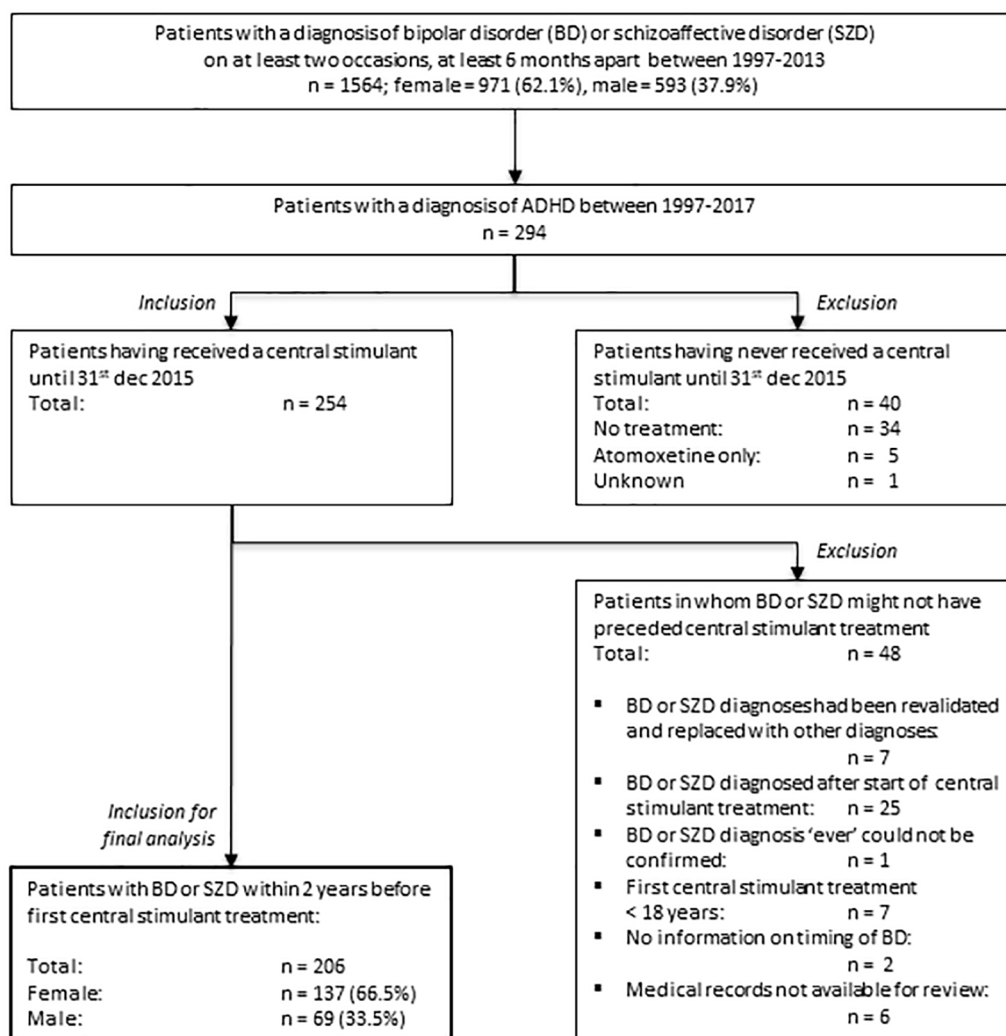 Patients with a diagnosis of bipolar disorder (BD) or schizoaffective disorder (SZD)
on at least two occasions, at least 6 months apart between 1997-2013
n = 1564; female = 971 (62.1%), male = 593 (37.9%)
Patients with a diagnosis of ADHD between 1997-2017
n = 294
Inclusion
Exclusion
Patients having received a central stimulant
until 31st dec 2015
Total: n = 254
Patients having never received a central
stimulant until 31st dec 2015
Total: n = 40
No treatment: n = 34
Atomoxetine only: n = 5
Unknown n = 1
Exclusion
Patients in whom BD or SZD might not have
preceded central stimulant treatment
Total: n = 48
▪ BD or SZD diagnoses had been revalidated
and replaced with other diagnoses:
n = 7
▪ BD or SZD diagnosed after start of central
stimulant treatment: n = 25
▪ BD or SZD diagnosis 'ever' could not be
confirmed: n = 1
▪ First central stimulant treatment
< 18 years: n = 7
▪ No information on timing of BD:
n = 2
▪ Medical records not available for review:
n = 6
Inclusion for
final analysis
Patients with BD or SZD within 2 years before
first central stimulant treatment:
Total: n = 206
Female: n = 137 (66.5%)
Male: n = 69 (33.5%)